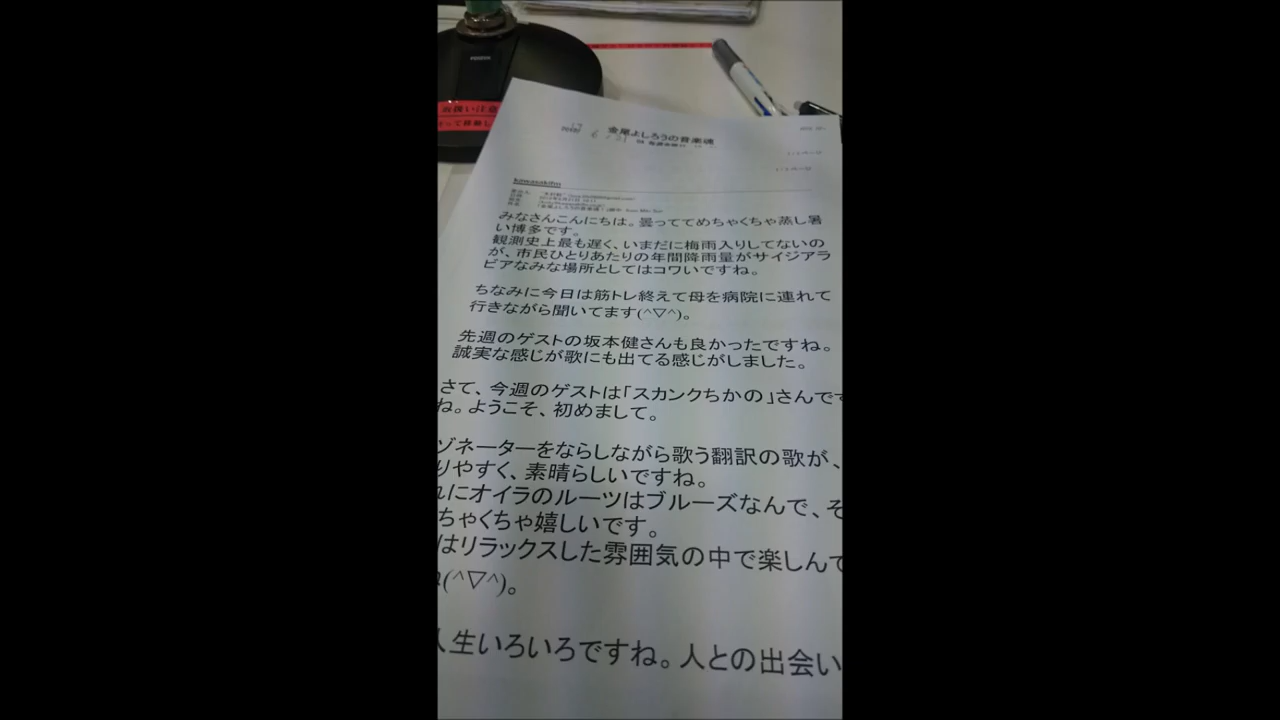 お扱い注意
金尾よしろうの音楽魂
kawasakifm
みなさんこんにちは。曇っててめちゃくちゃ蒸し暑
い博多です。
観測史上最も遅く、いまだに梅雨入りしてないの
が、市民ひとりあたりの年間降雨量がサイジアラ
ビアなみな場所としてはコワいですね。
ちなみに今日は筋トレ終えて母を病院に連れて
行きながら聞いてます(^▽^)。
先週のゲストの坂本健さんも良かったですね。
誠実な感じが歌にも出てる感じがしました。
さて、今週のゲストは「スカンクちかの」さんです
ね。ようこそ、初めまして。
ゾネーターをならしながら歌う翻訳の歌が、
りやすく、素晴らしいですね。
れにオイラのルーツはブルーズなんで、そ
ちゃくちゃ嬉しいです。
はリラックスした雰囲気の中で楽しんで
ね(^▽^)。
人生いろいろですね。人との出会い